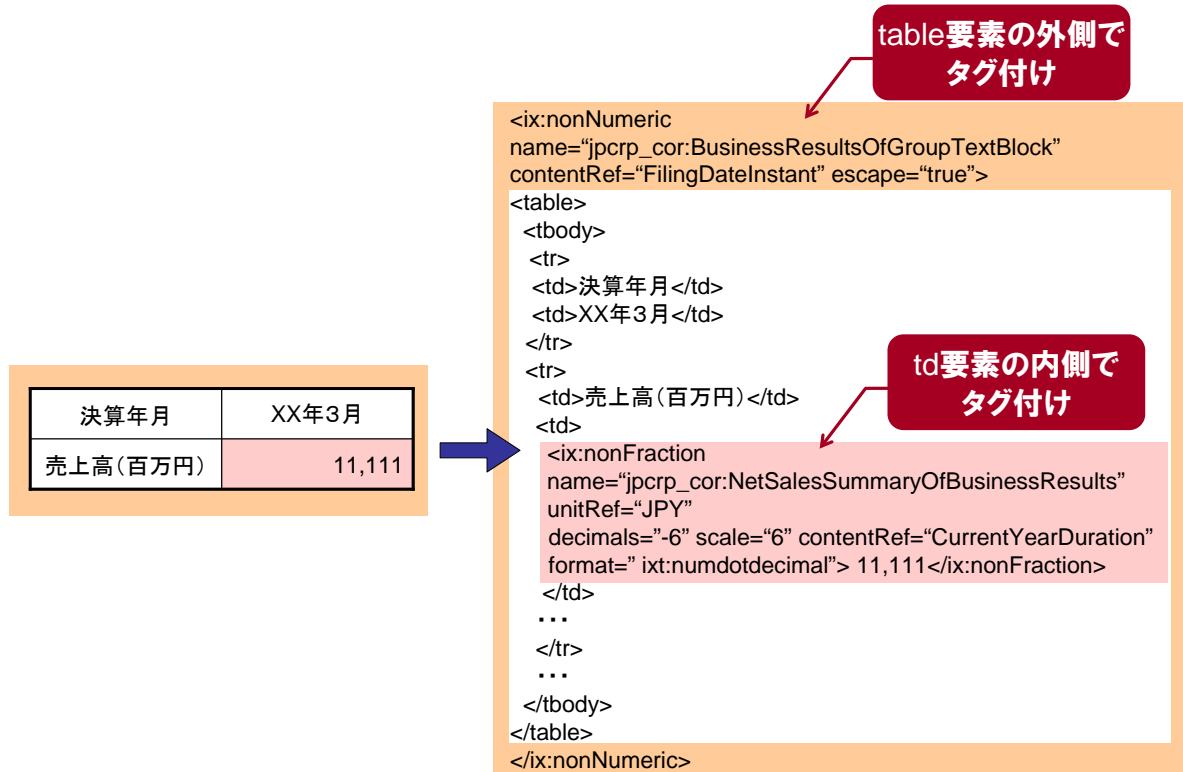 table要素の外側で
タグ付け
<ix:nonNumeric
name=“jpcrp_cor:BusinessResultsOfGroupTextBlock”
contentRef=“FilingDateInstant” escape=“true”>
<table>
<tbody>
<tr>
<td>決算年月</td>
<td>XX年３月</td>
</tr>
<tr>
<td>売上高（百万円）</td>
<td>
td要素の内側で
タグ付け
<ix:nonFraction
name=“jpcrp_cor:NetSalesSummaryOfBusinessResults”
unitRef=“JPY”
decimals=“-6” scale=“6” contentRef=“CurrentYearDuration”
format=“ ixt:numdotdecimal”> 11,111</ix:nonFraction>
</td>
・・・
</tr>
・・・
</tbody>
</table>
</ix:nonNumeric>
決算年月 XX年3月
売上高（百万円） 11,111